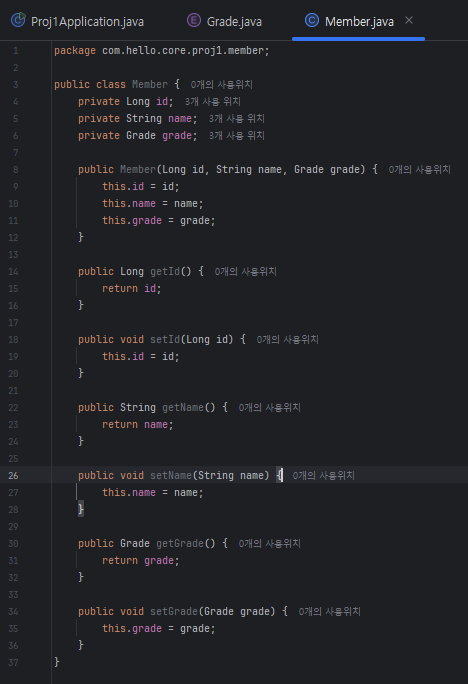 Proj1Application.java Grade.java Member.java
1 package com.hello.core.proj1.member;
2
3 public class Member { 0개의 사용위치
4 private Long id; 3개 사용 위치
5 private String name; 3개 사용 위치
6 private Grade grade; 3개 사용 위치
7
8 public Member(Long id, String name, Grade grade) { 0개의 사용위치
9 this.id = id;
10 this.name = name;
11 this.grade = grade;
12 }
13
14 public Long getId() { 0개의 사용위치
15 return id;
16 }
17
18 public void setId(Long id) { 0개의 사용위치
19 this.id = id;
20 }
21
22 public String getName() { 0개의 사용위치
23 return name;
24 }
25
26 public void setName(String name) { 0개의 사용위치
27 this.name = name;
28 }
29
30 public Grade getGrade() { 0개의 사용위치
31 return grade;
32 }
33
34 public void setGrade(Grade grade) { 0개의 사용위치
35 this.grade = grade;
36 }
37 }